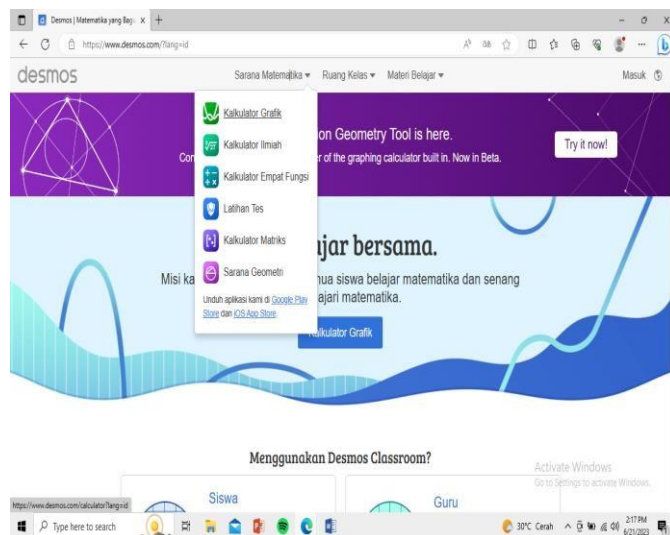 Desmos | Matematika yang Bag
https://www.desmos.com/?lang=id
desmos
Sarana Matematika
Ruang Kelas
Materi Belajar
Masuk
on Geometry Tool is here.
Con
er of the graphing calculator built in. Now in Beta.
Try it now!
Kalkulator Grafik
Kalkulator Ilmiah
Kalkulator Empat Fungsi
Latihan Tes
Kalkulator Matriks
Sarana Geometri
Unduh aplikasi kami di Google Play
Store dan iOS App Store.
jar bersama.
Misi ka
ua siswa belajar matematika dan senang
ajari matematika.
Kalkulator Grafik
Menggunakan Desmos Classroom?
Siswa
Guru
Activate Windows
Go to Settings to activate Windows.
https://www.desmos.com/calculator?lang=id
Type here to search
30°C Cerah
2:17 PM
6/21/2023